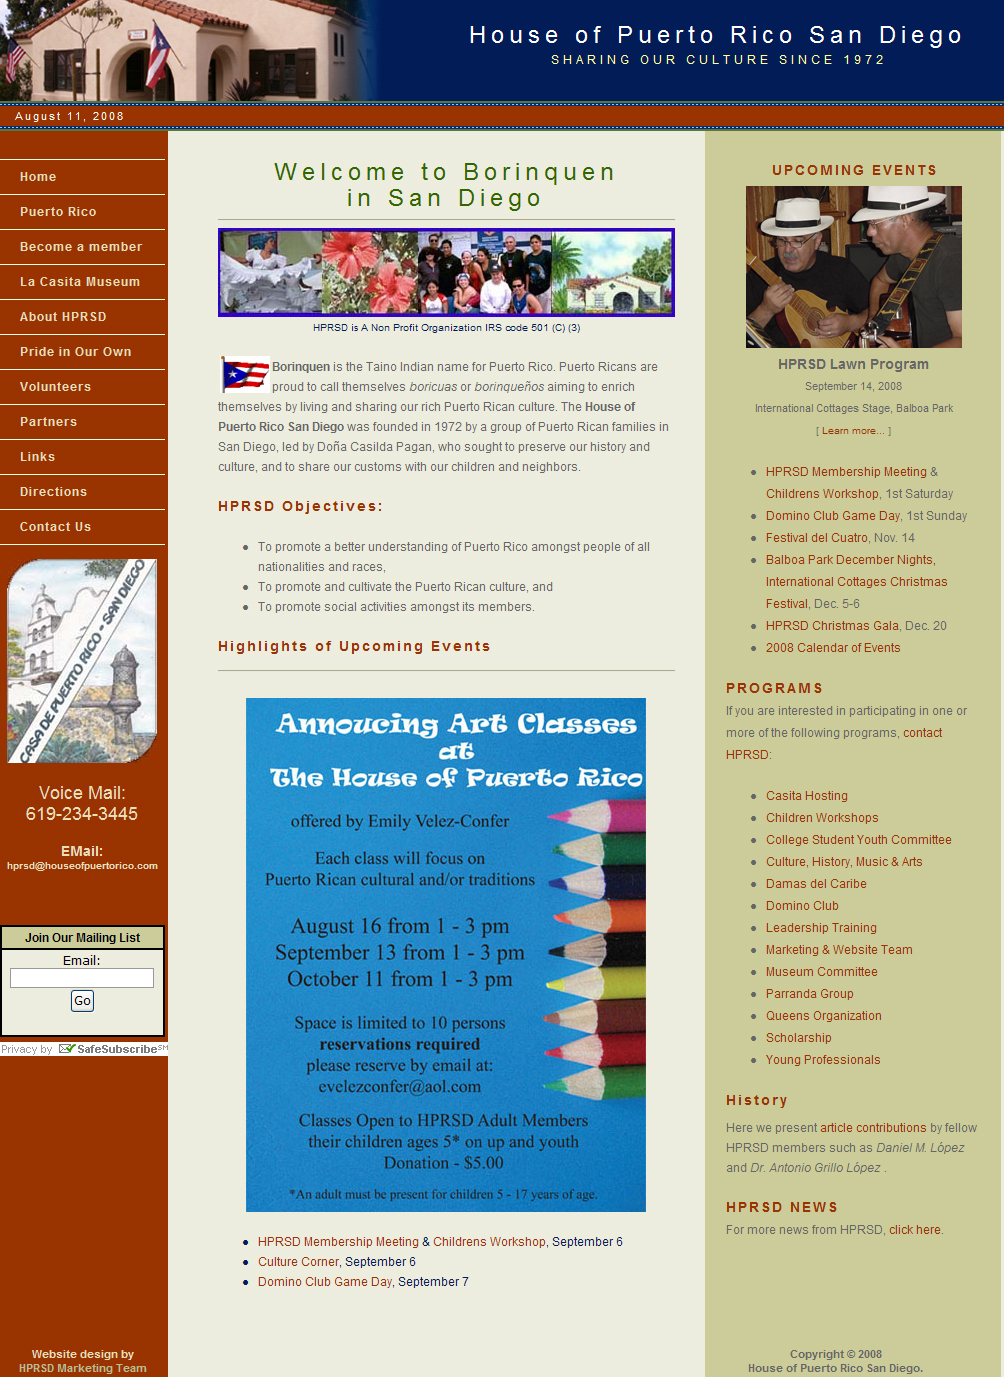 House of Puerto Rico San Diego
SHARING OUR CULTURE SINCE 1972
August 11, 2008
Home
Puerto Rico
Become a member
La Casita Museum
About HPRSD
Pride in Our Own
Volunteers
Partners
Links
Directions
Contact Us
CASA DE PUERTO RICO - SAN DIEGO
Voice Mail:
619-234-3445
EMail:
hprsd@houseofpuertorico.com
Join Our Mailing List
Email:
Go
Privacy by SafeSubscribe SM
Website design by
HPRSD Marketing Team
Welcome to Borinquen
in San Diego
HPRSD is A Non Profit Organization IRS code 501 (C) (3)
Borinquen is the Taino Indian name for Puerto Rico. Puerto Ricans are
proud to call themselves boricuas or borinqueños aiming to enrich
themselves by living and sharing our rich Puerto Rican culture. The House of
Puerto Rico San Diego was founded in 1972 by a group of Puerto Rican families in
San Diego, led by Doña Casilda Pagan, who sought to preserve our history and
culture, and to share our customs with our children and neighbors.
HPRSD Objectives:
• To promote a better understanding of Puerto Rico amongst people of all
nationalities and races,
• To promote and cultivate the Puerto Rican culture, and
• To promote social activities amongst its members.
Highlights of Upcoming Events
Annoucing Art Classes
at
The House of Puerto Rico
offered by Emily Velez-Confer
Each class will focus on
Puerto Rican cultural and/or traditions
August 16 from 1 - 3 pm
September 13 from 1 - 3 pm
October 11 from 1 - 3 pm
Space is limited to 10 persons
reservations required
please reserve by email at:
evelezconfer@aol.com
Classes Open to HPRSD Adult Members
their children ages 5* on up and youth
Donation - $5.00
*An adult must be present for children 5 - 17 years of age.
• HPRSD Membership Meeting & Childrens Workshop, September 6
• Culture Corner, September 6
• Domino Club Game Day, September 7
UPCOMING EVENTS
HPRSD Lawn Program
September 14, 2008
International Cottages Stage, Balboa Park
[ Learn more... ]
• HPRSD Membership Meeting &
Childrens Workshop, 1st Saturday
• Domino Club Game Day, 1st Sunday
• Festival del Cuatro, Nov. 14
• Balboa Park December Nights,
International Cottages Christmas
Festival, Dec. 5-6
• HPRSD Christmas Gala, Dec. 20
• 2008 Calendar of Events
PROGRAMS
If you are interested in participating in one or
more of the following programs, contact
HPRSD:
• Casita Hosting
• Children Workshops
• College Student Youth Committee
• Culture, History, Music & Arts
• Damas del Caribe
• Domino Club
• Leadership Training
• Marketing & Website Team
• Museum Committee
• Parranda Group
• Queens Organization
• Scholarship
• Young Professionals
History
Here we present article contributions by fellow
HPRSD members such as Daniel M. López
and Dr. Antonio Grillo López .
HPRSD NEWS
For more news from HPRSD, click here.
Copyright © 2008
House of Puerto Rico San Diego.